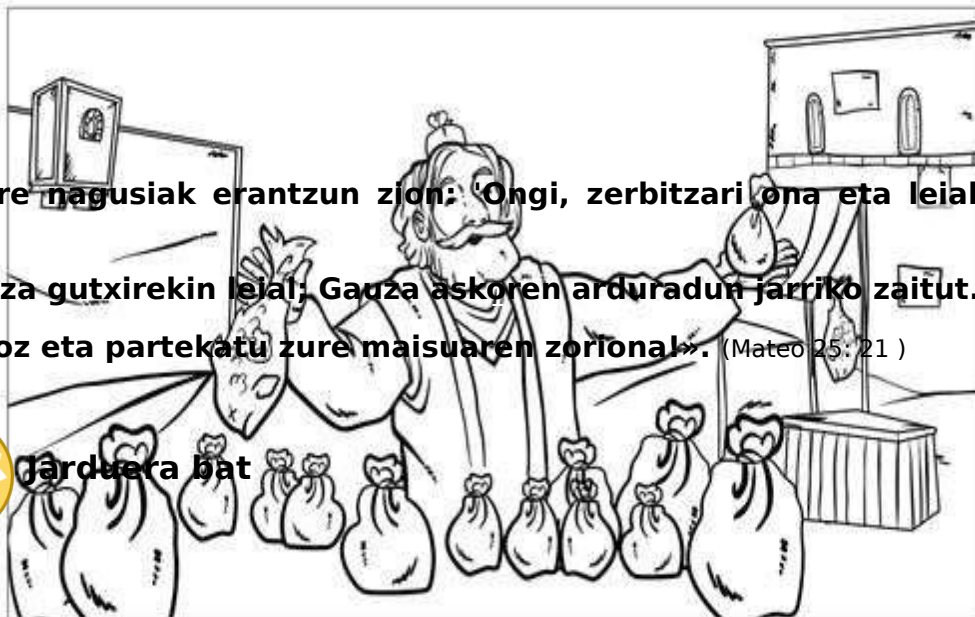 re nagusiak erantzun zion: 'Ongi, zerbitzari ona eta leial
za gutxirekin leial; Gauza askoren arduradun jarriko zaitut.
oz eta partekatu zure maisuaren zoriona!». (Mateo 25: 21 )
Jarduera bat